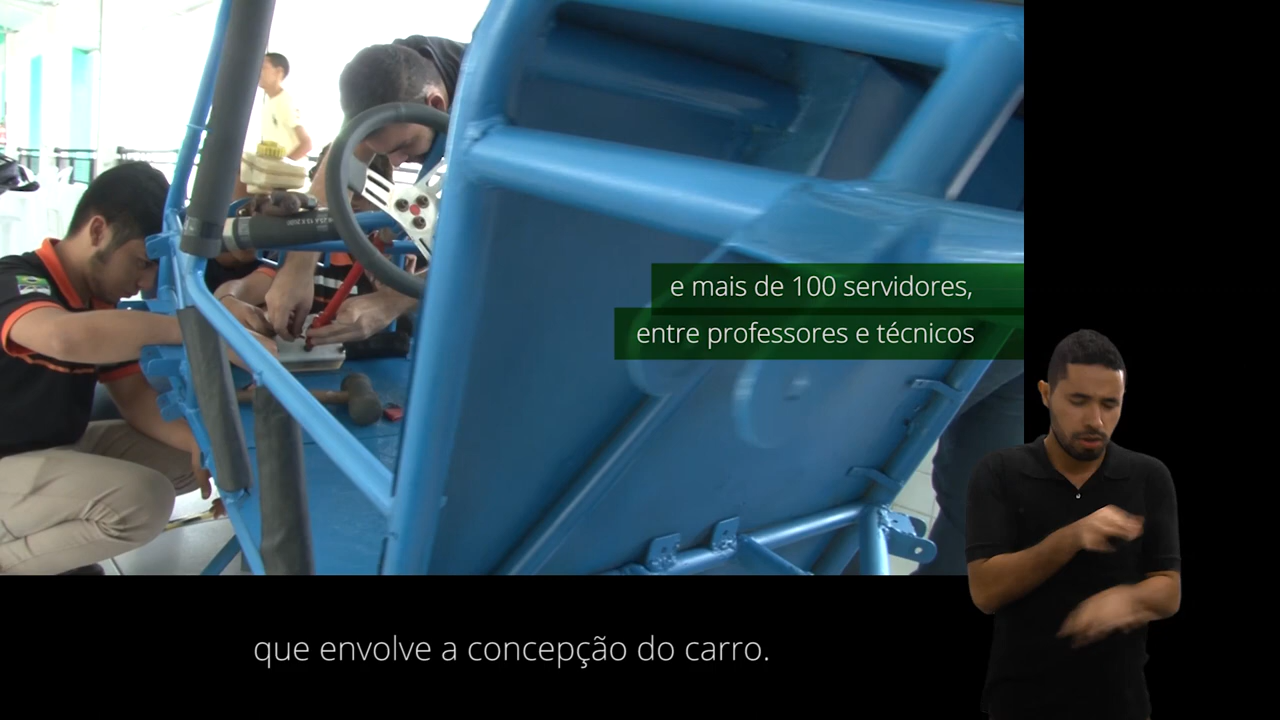 e mais de 100 servidores,
entre professores e técnicos
que envolve a concepção do carro.